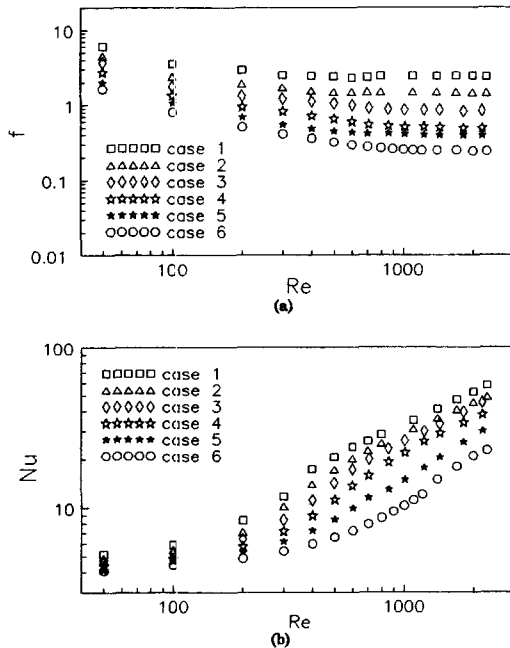 10
1
0.1
0.01
f
□□□□□ case 1
△△△△△ case 2
◇◇◇◇◇ case 3
☆☆☆☆☆ case 4
★★★★★ case 5
○○○○○ case 6
100
1000
Re
(a)
100
10
Nu
□□□□□ case 1
△△△△△ case 2
◇◇◇◇◇ case 3
☆☆☆☆☆ case 4
★★★★★ case 5
○○○○○ case 6
100
1000
Re
(b)